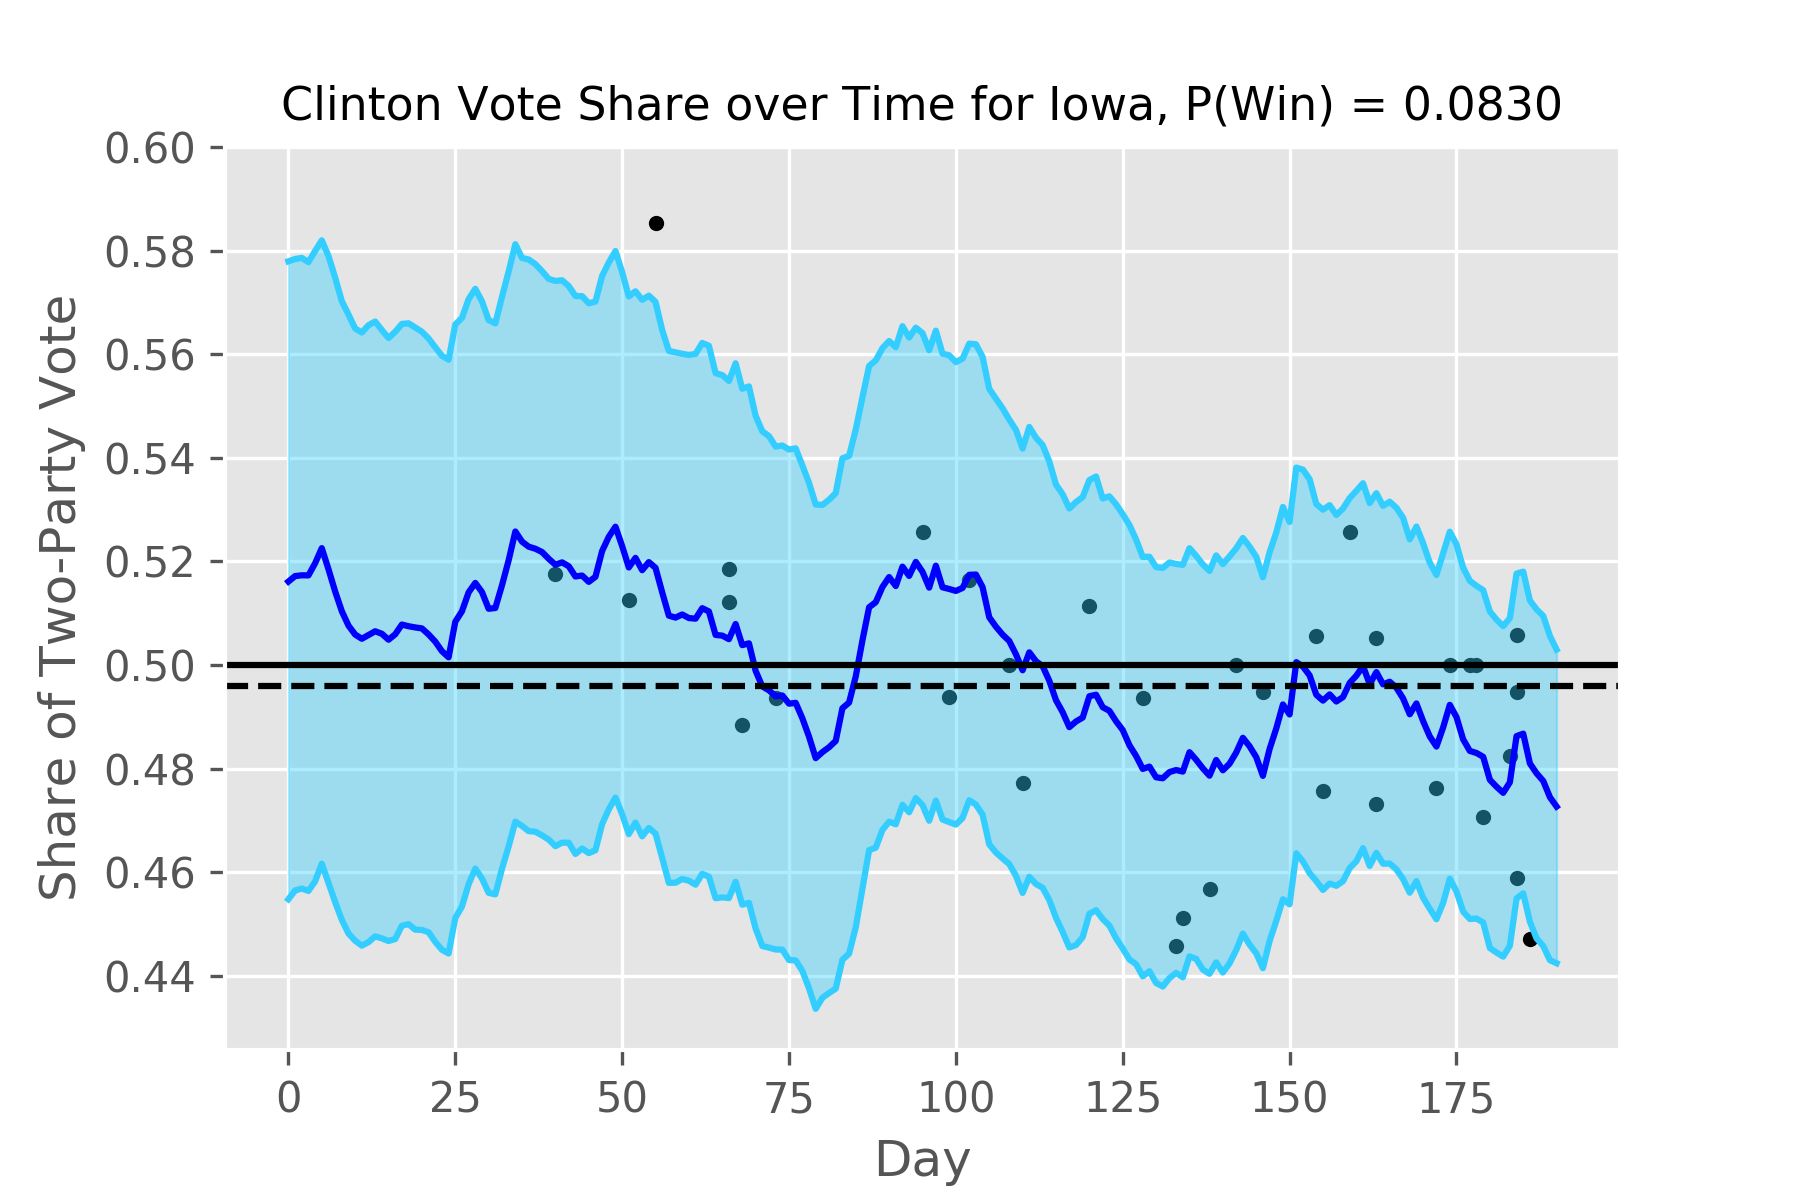 Clinton Vote Share over Time for Iowa, P(Win) = 0.0830
0.60
0.58
0.56
0.54
0.52
0.50
0.48
0.46
0.44
Share of Two-Party Vote
0 25 50 75 100 125 150 175
Day